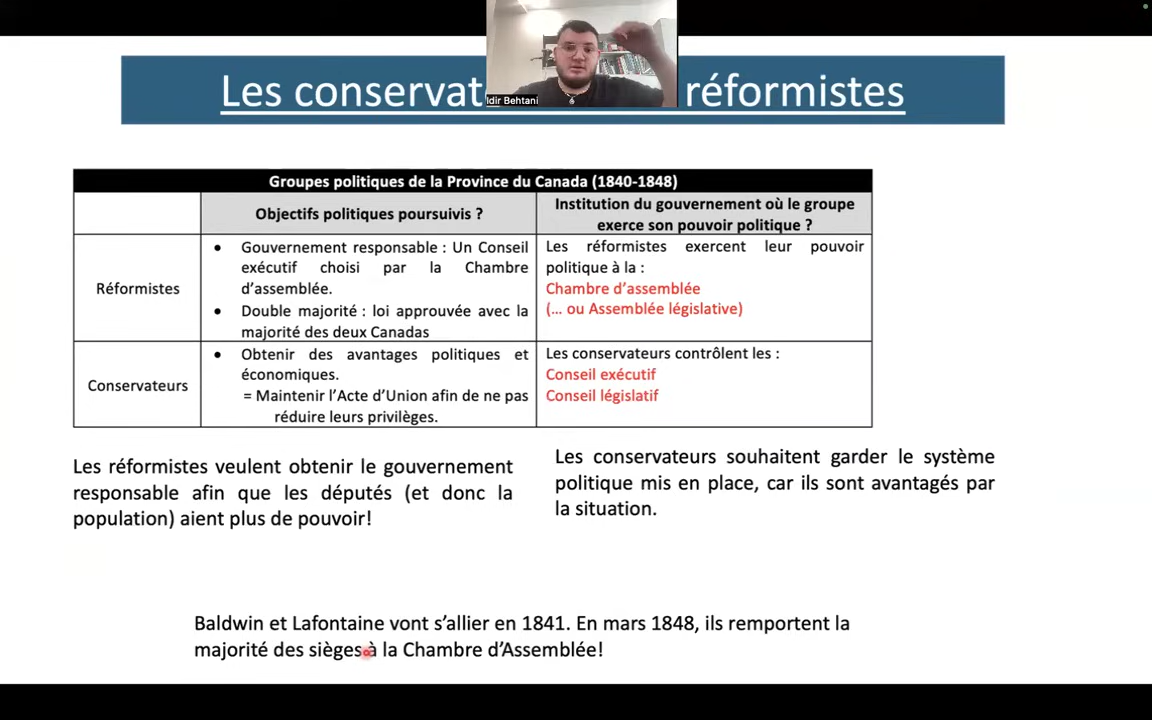 Les conservat réformistes
ldir Behtani
Groupes politiques de la Province du Canada (1840-1848)
Objectifs politiques poursuivis ?
Institution du gouvernement où le groupe
exerce son pouvoir politique ?
Réformistes
• Gouvernement responsable : Un Conseil
exécutif choisi par la Chambre
d’assemblée.
• Double majorité : loi approuvée avec la
majorité des deux Canadas
Les réformistes exercent leur pouvoir
politique à la :
Chambre d’assemblée
(… ou Assemblée législative)
Conservateurs
• Obtenir des avantages politiques et
économiques.
= Maintenir l’Acte d’Union afin de ne pas
réduire leurs privilèges.
Les conservateurs contrôlent les :
Conseil exécutif
Conseil législatif
Les réformistes veulent obtenir le gouvernement
responsable afin que les députés (et donc la
population) aient plus de pouvoir!
Les conservateurs souhaitent garder le système
politique mis en place, car ils sont avantagés par
la situation.
Baldwin et Lafontaine vont s’allier en 1841. En mars 1848, ils remportent la
majorité des sièges à la Chambre d’Assemblée!